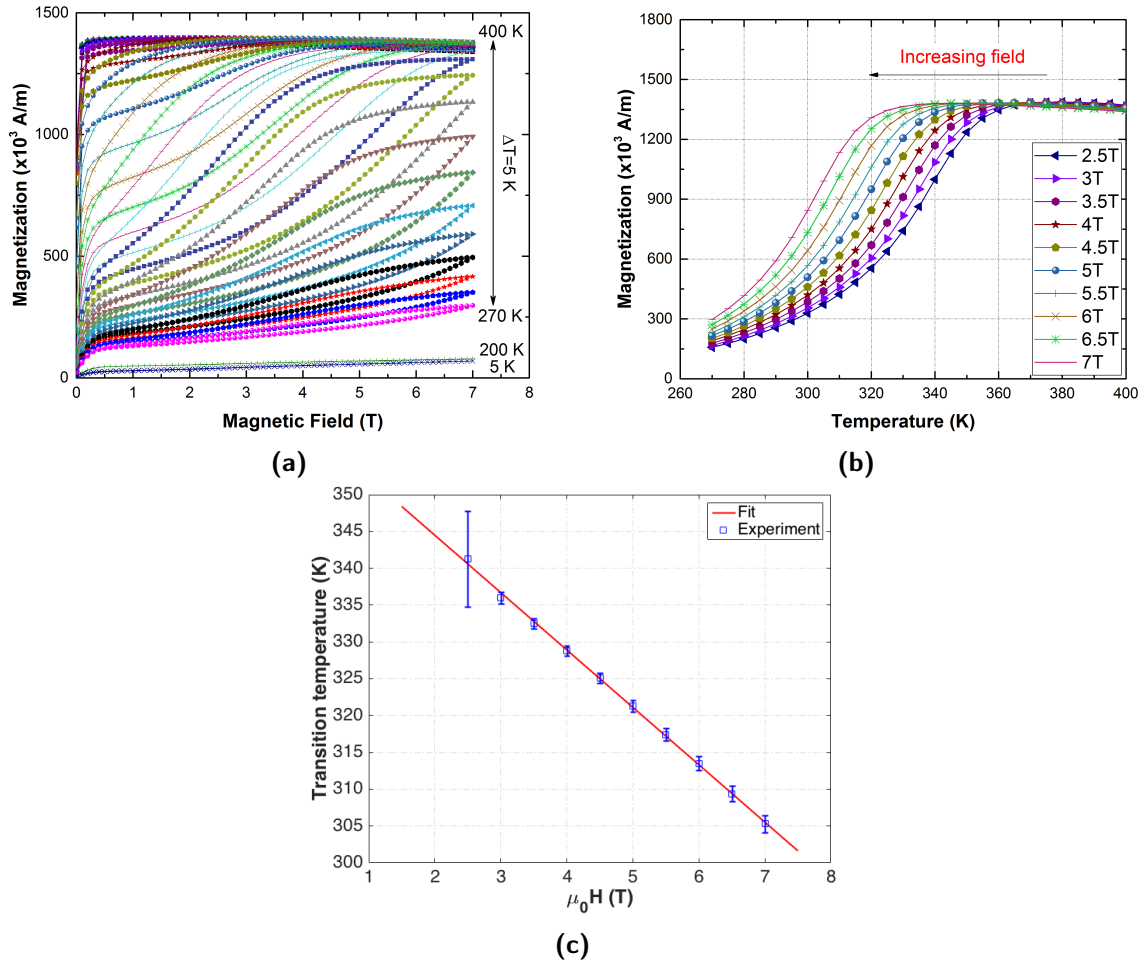 (a)
1500
1000
500
0
0 1 2 3 4 5 6 7 8
Magnetization (x10³ A/m)
Magnetic Field (T)
400 K
ΔT=5 K
270 K
200 K
5 K
(b)
1800
1500
1200
900
600
300
0
260 280 300 320 340 360 380 400
Magnetization (x10³ A/m)
Temperature (K)
Increasing field
2.5T
3T
3.5T
4T
4.5T
5T
5.5T
6T
6.5T
7T
350
345
340
335
330
325
320
315
310
305
300
1 2 3 4 5 6 7 8
Transition temperature (K)
μ₀H (T)
Fit
Experiment
(c)